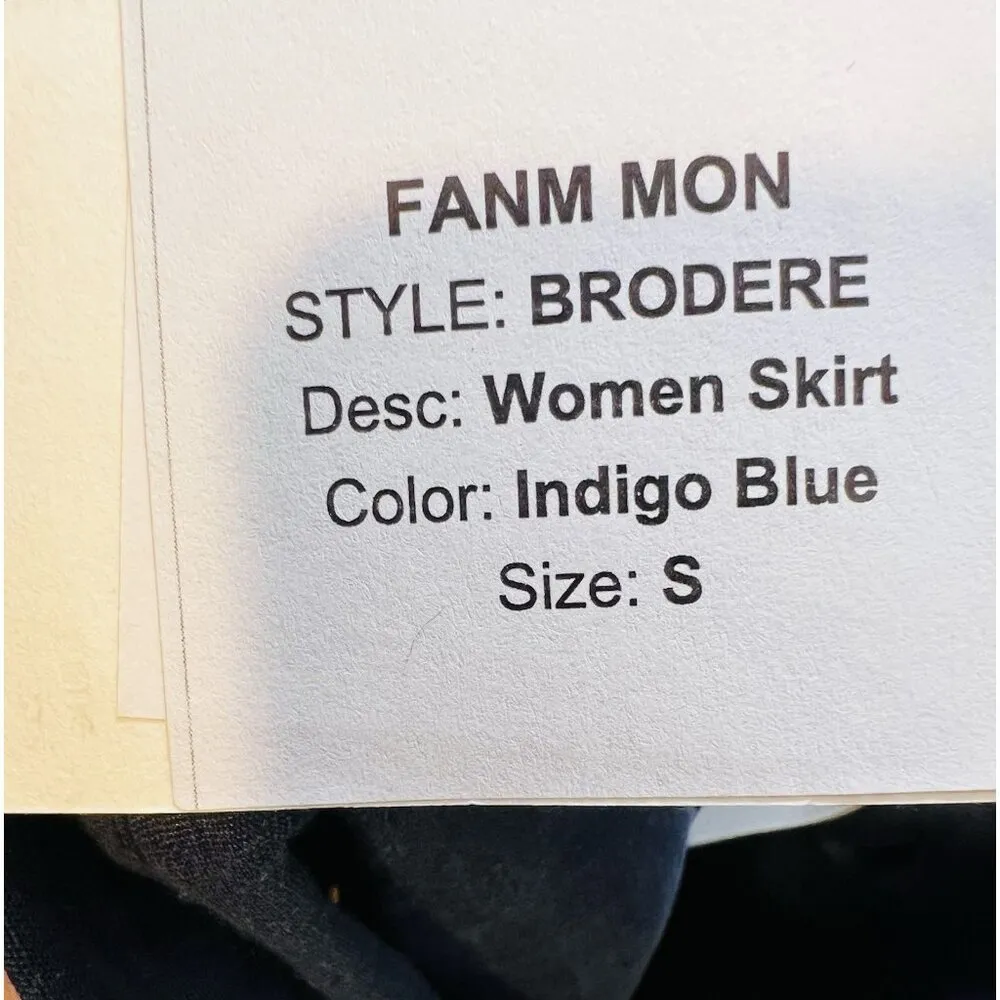 FANM MON
STYLE: BRODERE
Desc: Women Skirt
Color: Indigo Blue
Size: S